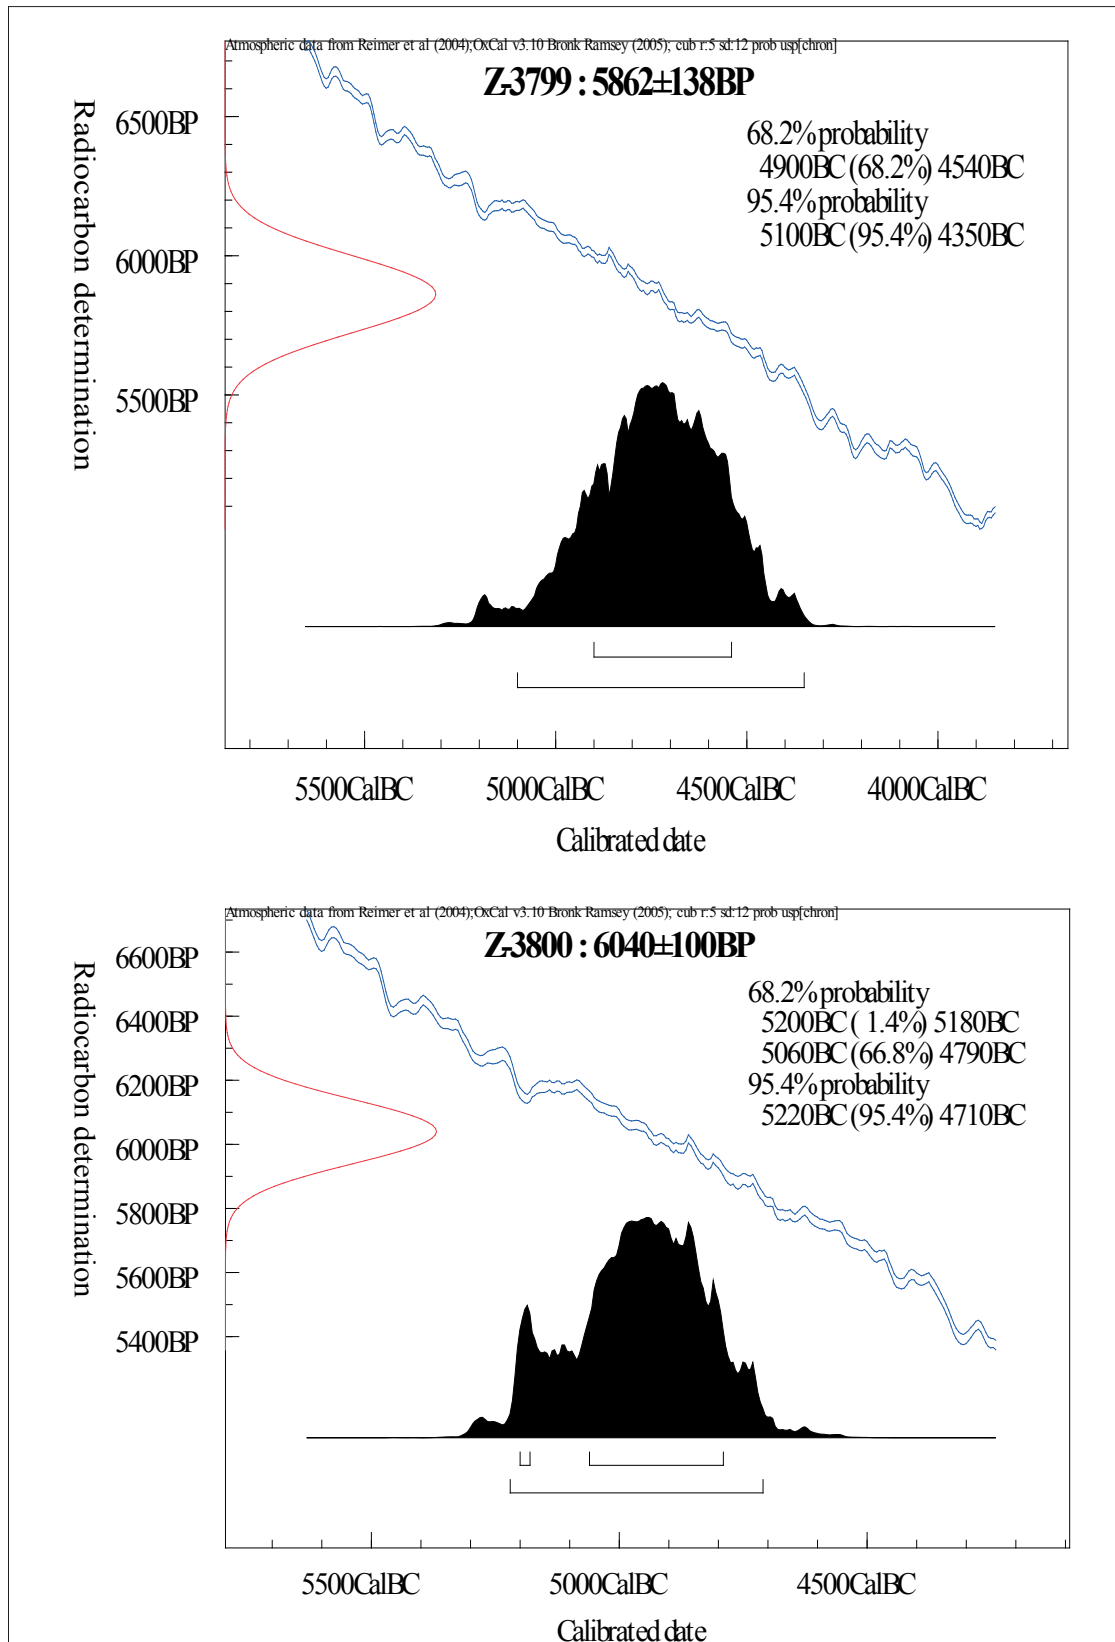 Atmospheric data from Reimer et al (2004);OxCal v3.10 Bronk Ramsey (2005); cub r:5 sd:12 prob usp[chron]
Z-3799 : 5862±138BP
68.2% probability
4900BC (68.2%) 4540BC
95.4% probability
5100BC (95.4%) 4350BC
Radiocarbon determination
6500BP
6000BP
5500BP
5500CalBC 5000CalBC 4500CalBC 4000CalBC
Calibrated date
Atmospheric data from Reimer et al (2004);OxCal v3.10 Bronk Ramsey (2005); cub r:5 sd:12 prob usp[chron]
Z-3800 : 6040±100BP
68.2% probability
5200BC ( 1.4%) 5180BC
5060BC (66.8%) 4790BC
95.4% probability
5220BC (95.4%) 4710BC
Radiocarbon determination
6600BP
6400BP
6200BP
6000BP
5800BP
5600BP
5400BP
5500CalBC 5000CalBC 4500CalBC
Calibrated date